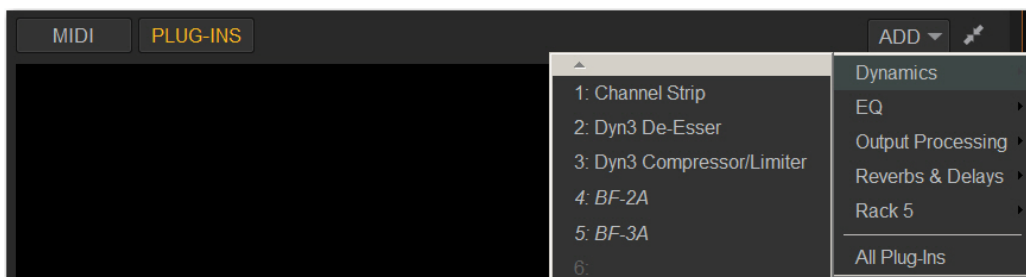 MIDI PLUG-INS ADD
1: Channel Strip
2: Dyn3 De-Esser
3: Dyn3 Compressor/Limiter
4: BF-2A
5: BF-3A
6:
Dynamics
EQ
Output Processing
Reverbs & Delays
Rack 5
All Plug-Ins